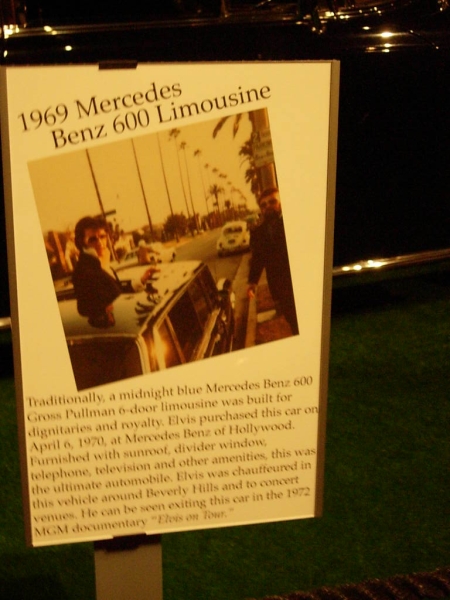 1969 Mercedes
Benz 600 Limousine
Traditionally, a midnight blue Mercedes Benz 600
Gross Pullman 6-door limousine was built for
dignitaries and royalty. Elvis purchased this car on
April 6, 1970, at Mercedes Benz of Hollywood.
Furnished with sunroof, divider window,
telephone, television and other amenities, this was
the ultimate automobile. Elvis was chauffeured in
this vehicle around Beverly Hills and to concert
venues. He can be seen exiting this car in the 1972
MGM documentary "Elvis on Tour."